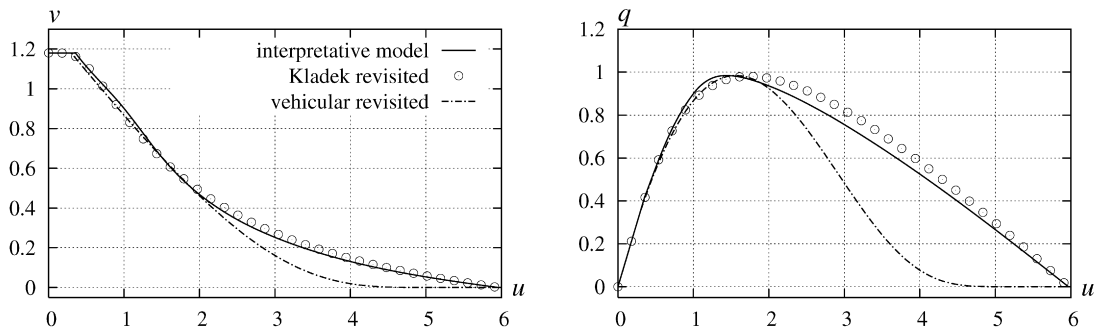 v
1.2
1
0.8
0.6
0.4
0.2
0
0 1 2 3 4 5 6
u
interpretative model
Kladek revisited
vehicular revisited
q
1.2
1
0.8
0.6
0.4
0.2
0
0 1 2 3 4 5 6
u